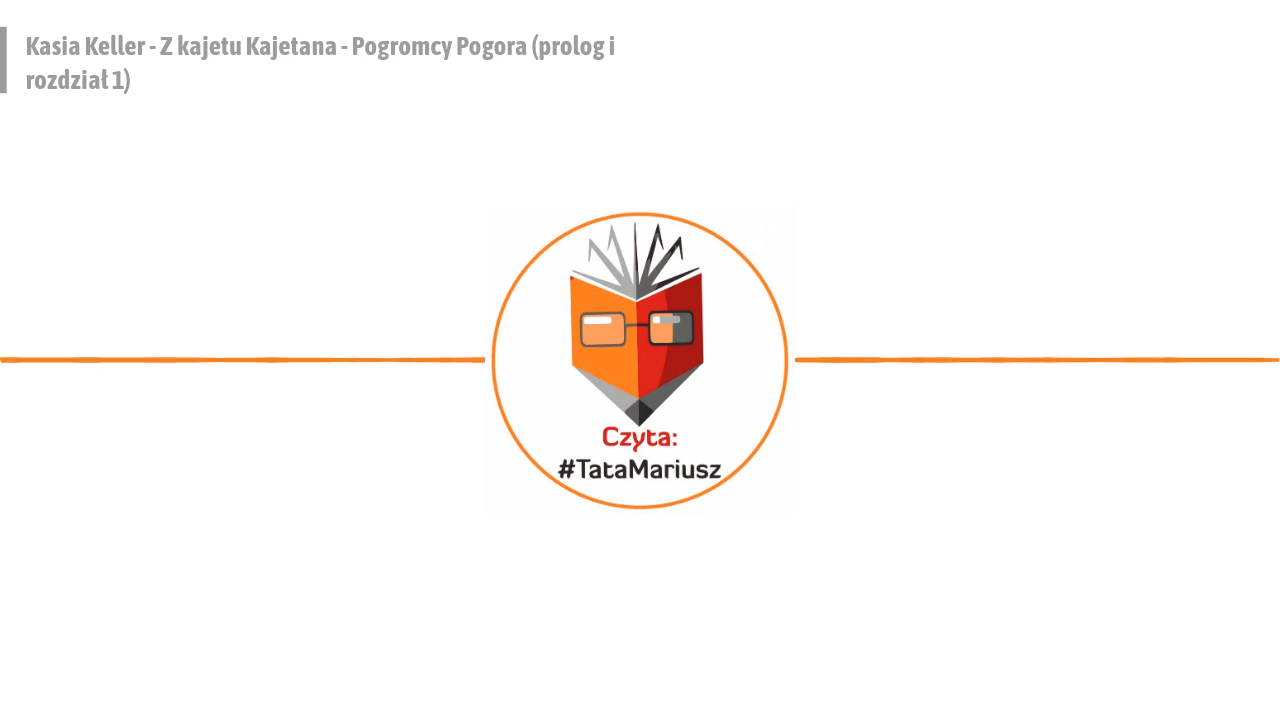 Kasia Keller - Z kajetu Kajetana - Pogromcy Pogora (prolog i
rozdział 1)
Czyta:
#TataMariusz